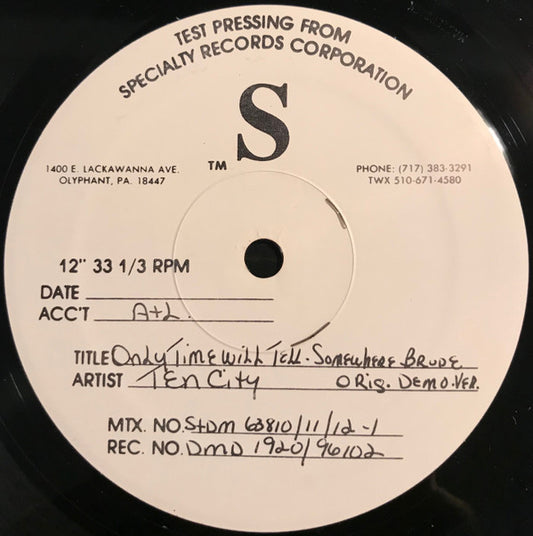 TEST PRESSING FROM
SPECIALTY RECORDS CORPORATION
S
TM
1400 E. LACKAWANNA AVE.
OLYPHANT, PA. 18447
PHONE: (717) 383-3291
TWX 510-671-4580
12" 33 1/3 RPM
DATE
ACC'T A+L.
TITLE Only Time Will Tell - Somewhere Brude
ARTIST Ten City Orig. Demo.Ver.
MTX. NO. StDM 63810/11/12-1
REC. NO. DMD 1920/96102